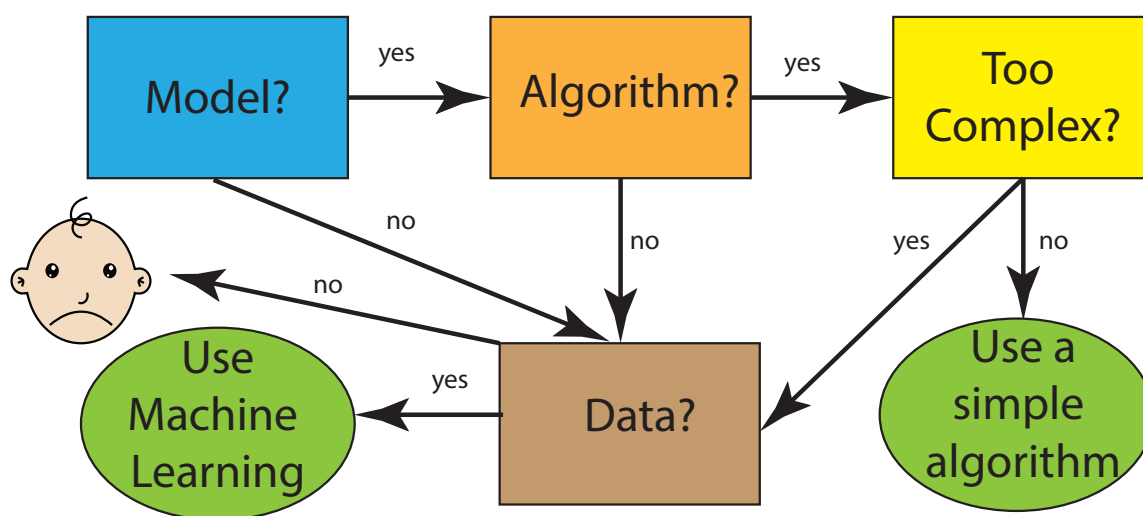 Model?
yes
Algorithm?
yes
Too
Complex?
no
no
yes
no
no
Use
Machine
Learning
yes
Data?
Use a
simple
algorithm